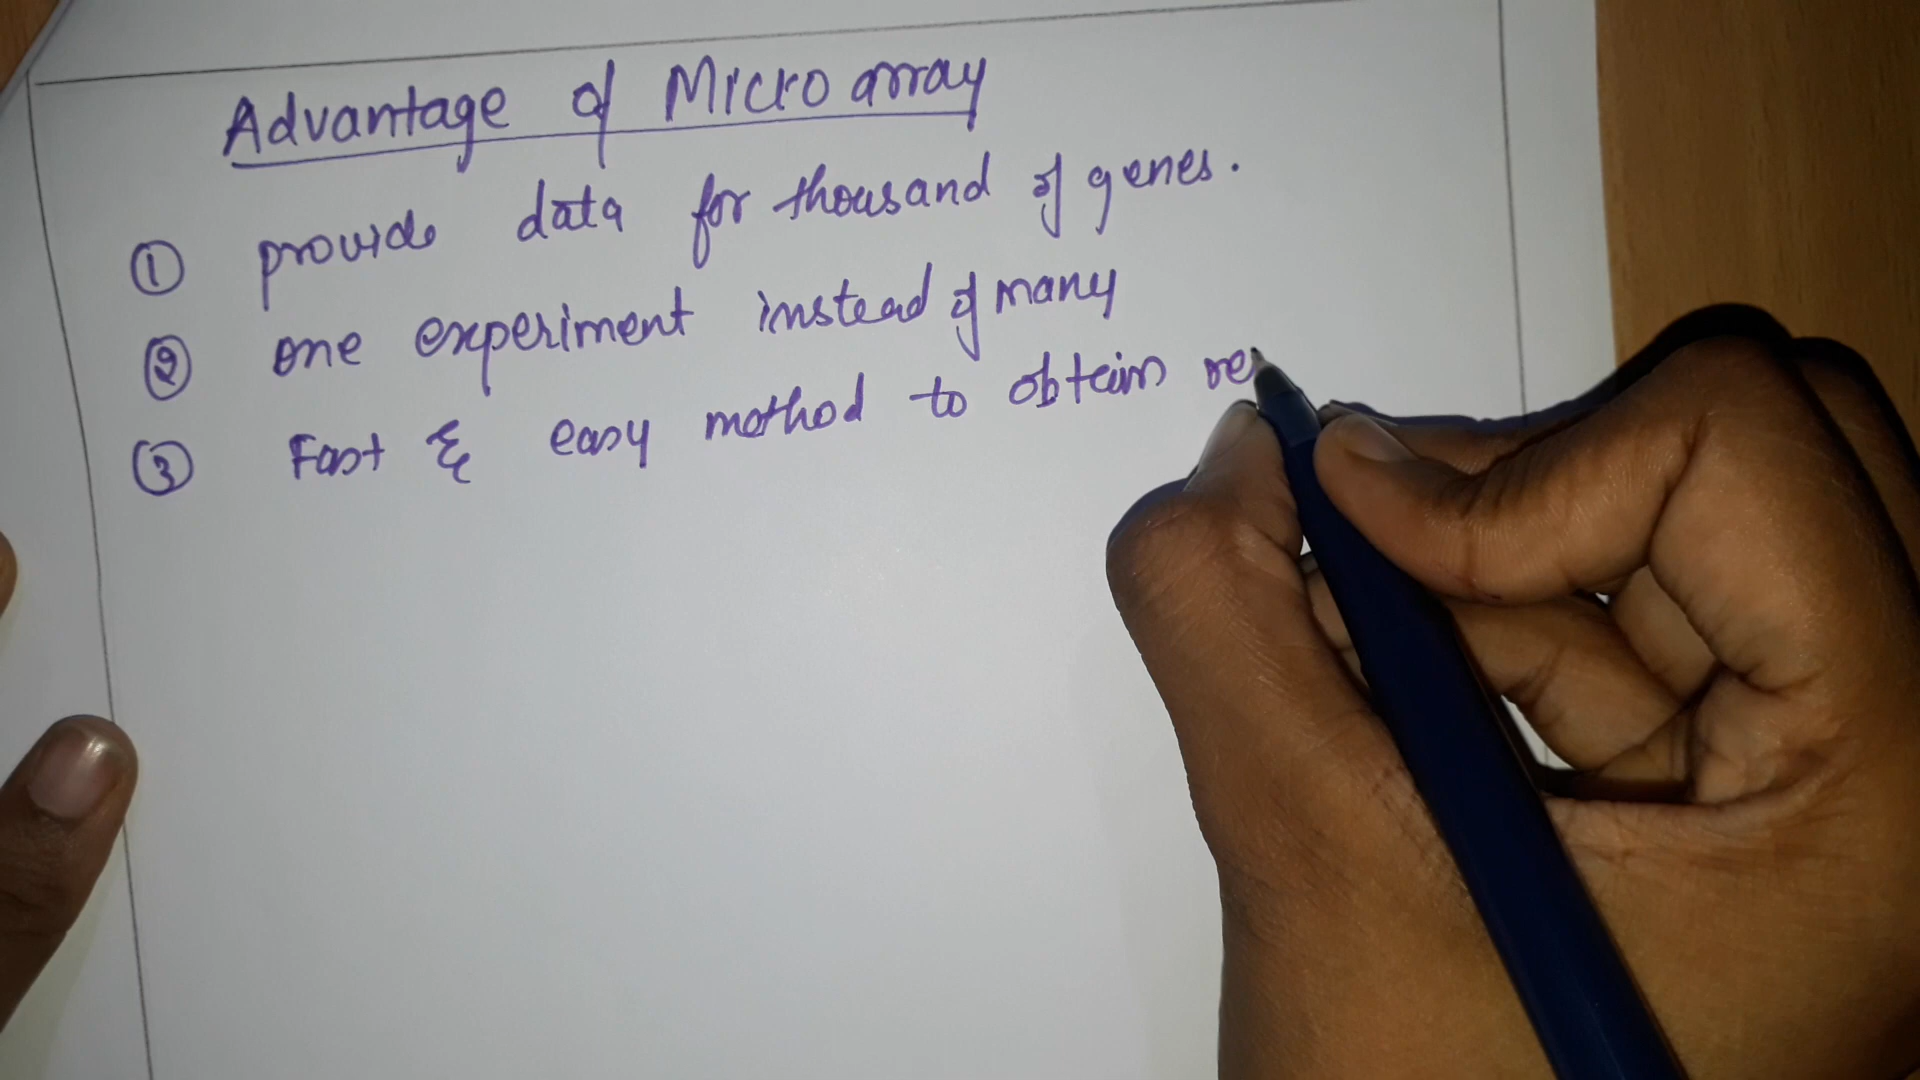 Advantage of Micro array
① provide data for thousand of genes.
② one experiment instead of many
③ Fast & easy method to obtain re